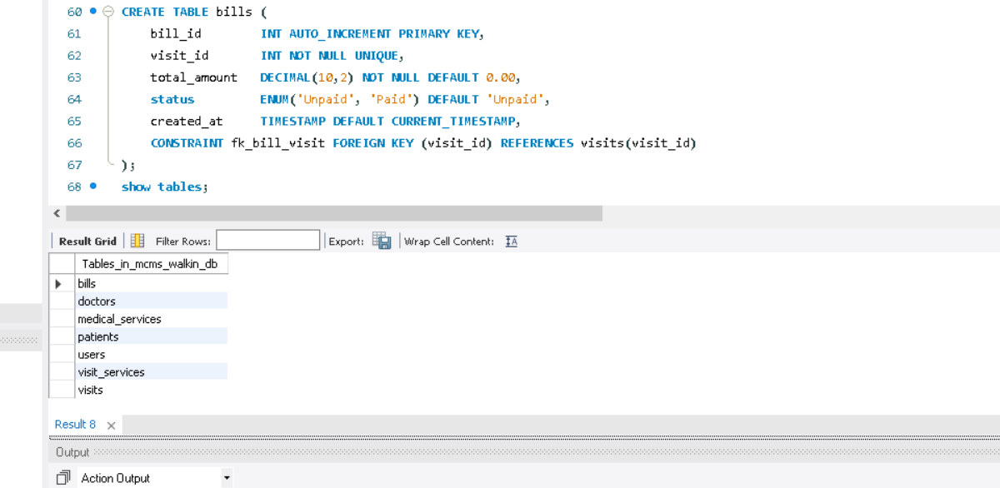 60 CREATE TABLE bills (
61 bill_id INT AUTO_INCREMENT PRIMARY KEY,
62 visit_id INT NOT NULL UNIQUE,
63 total_amount DECIMAL(10,2) NOT NULL DEFAULT 0.00,
64 status ENUM('Unpaid', 'Paid') DEFAULT 'Unpaid',
65 created_at TIMESTAMP DEFAULT CURRENT_TIMESTAMP,
66 CONSTRAINT fk_bill_visit FOREIGN KEY (visit_id) REFERENCES visits(visit_id)
67 );
68 show tables;
Result Grid Filter Rows: Export: Wrap Cell Content: IA
Tables_in_mcms_walkin_db
bills
doctors
medical_services
patients
users
visit_services
visits
Result 8
Output
Action Output